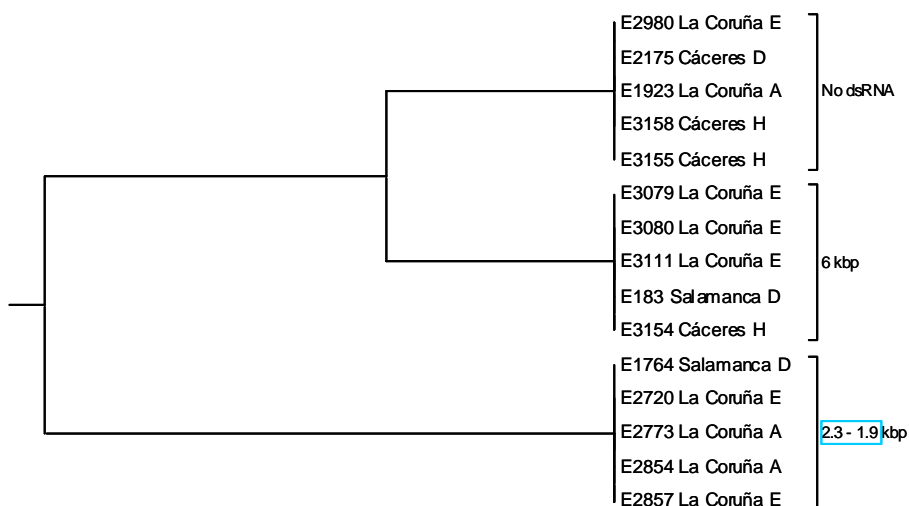 E2980 La Coruña E
E2175 Cáceres D
E1923 La Coruña A
No dsRNA
E3158 Cáceres H
E3155 Cáceres H
E3079 La Coruña E
E3080 La Coruña E
E3111 La Coruña E
6 kbp
E183 Salamanca D
E3154 Cáceres H
E1764 Salamanca D
E2720 La Coruña E
E2773 La Coruña A
2.3 - 1.9 kbp
E2854 La Coruña A
E2857 La Coruña E